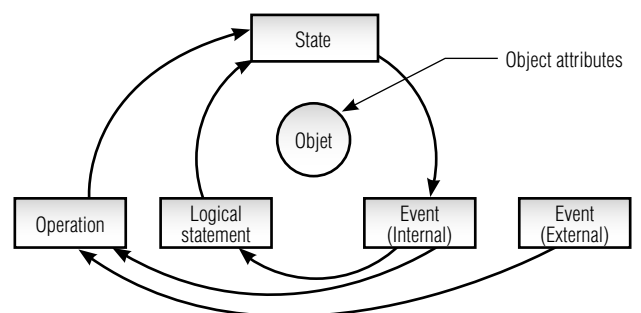 State
Object attributes
Objet
Operation
Logical
statement
Event
(Internal)
Event
(External)